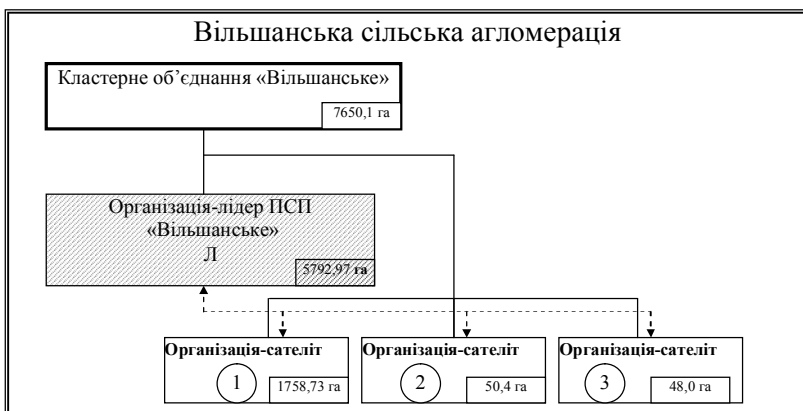 Вільшанська сільська агломерація
Кластерне об’єднання «Вільшанське»
7650,1 га
Організація-лідер ПСП
«Вільшанське»
Л
5792,97 га
Організація-сателіт
1
1758,73 га
Організація-сателіт
2
50,4 га
Організація-сателіт
3
48,0 га